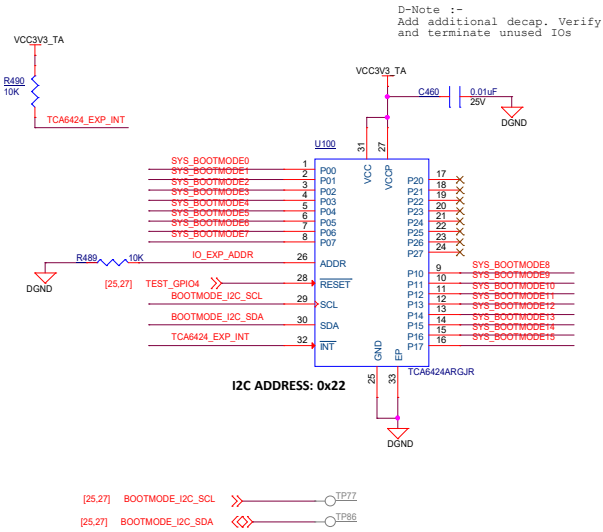 D-Note :-
Add additional decap. Verify
and terminate unused IOs
VCC3V3_TA
R490
10K
TCA6424_EXP_INT
VCC3V3_TA
C460 0.01uF
25V
DGND
U100
31 27
VCC VCCP
SYS_BOOTMODE0 1 P00
SYS_BOOTMODE1 2 P01
SYS_BOOTMODE2 3 P02
SYS_BOOTMODE3 4 P03
SYS_BOOTMODE4 5 P04
SYS_BOOTMODE5 6 P05
SYS_BOOTMODE6 7 P06
SYS_BOOTMODE7 8 P07
P20 17
P21 18
P22 19
P23 20
P24 21
P25 22
P26 23
P27 24
R489 10K IO_EXP_ADDR 26 ADDR
DGND
[25,27] TEST_GPIO4 28 RESET
BOOTMODE_I2C_SCL 29 SCL
BOOTMODE_I2C_SDA 30 SDA
TCA6424_EXP_INT 32 INT
P10 9 SYS_BOOTMODE8
P11 10 SYS_BOOTMODE9
P12 11 SYS_BOOTMODE10
P13 12 SYS_BOOTMODE11
P14 13 SYS_BOOTMODE12
P15 14 SYS_BOOTMODE13
P16 15 SYS_BOOTMODE14
P17 16 SYS_BOOTMODE15
GND EP
25 33
TCA6424ARGJR
I2C ADDRESS: 0x22
DGND
[25,27] BOOTMODE_I2C_SCL TP77
[25,27] BOOTMODE_I2C_SDA TP86